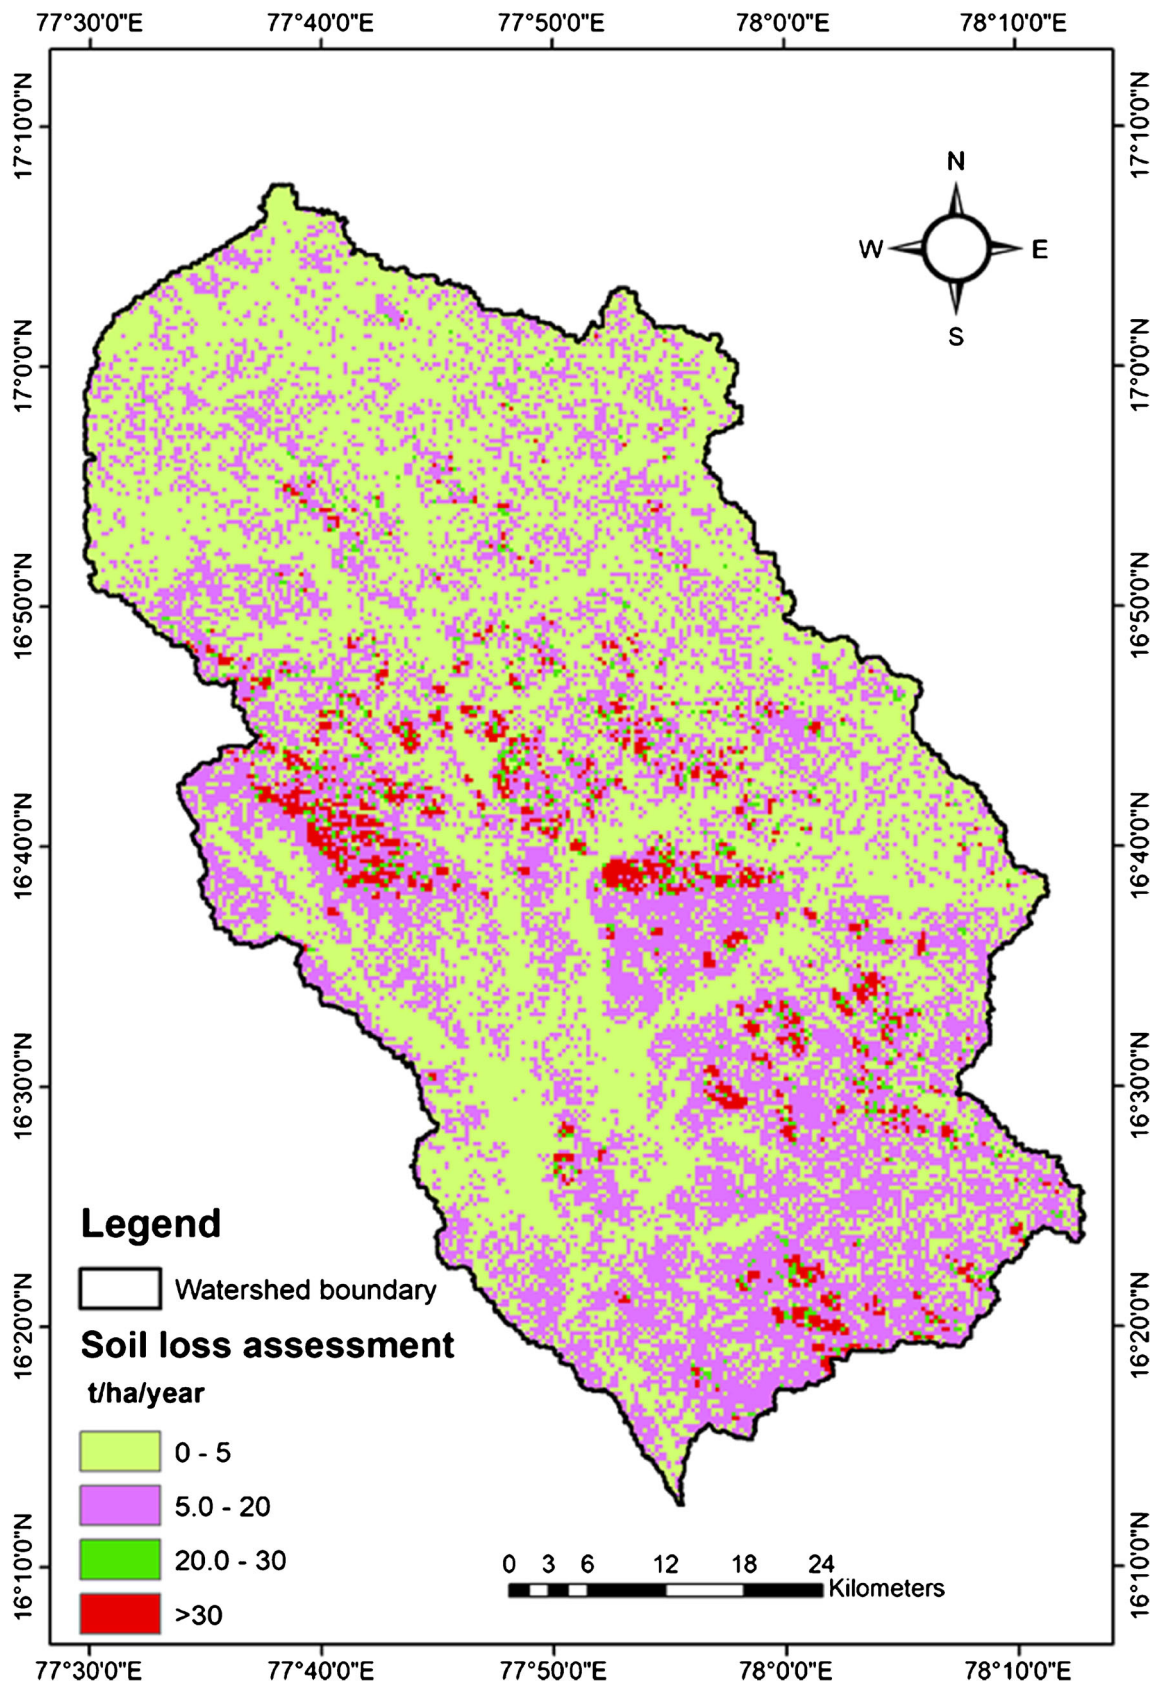 77°30'0"E 77°40'0"E 77°50'0"E 78°0'0"E 78°10'0"E
17°10'0"N 17°10'0"N
N
W E
S
17°0'0"N 17°0'0"N
16°50'0"N 16°50'0"N
16°40'0"N 16°40'0"N
16°30'0"N 16°30'0"N
Legend
Watershed boundary
16°20'0"N 16°20'0"N
Soil loss assessment
t/ha/year
0 - 5
5.0 - 20
20.0 - 30
>30
0 3 6 12 18 24
Kilometers
16°10'0"N 16°10'0"N
77°30'0"E 77°40'0"E 77°50'0"E 78°0'0"E 78°10'0"E